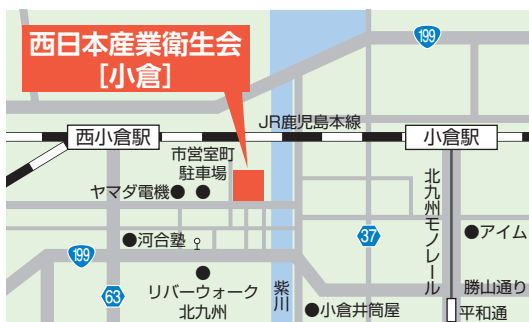 199
西日本産業衛生会
[小倉]
JR鹿児島本線
西小倉駅
小倉駅
市営室町
駐車場
ヤマダ電機
北九州モノレール
河合塾
37
アイム
199
63
リバーウォーク
北九州
紫川
勝山通り
小倉井筒屋
平和通